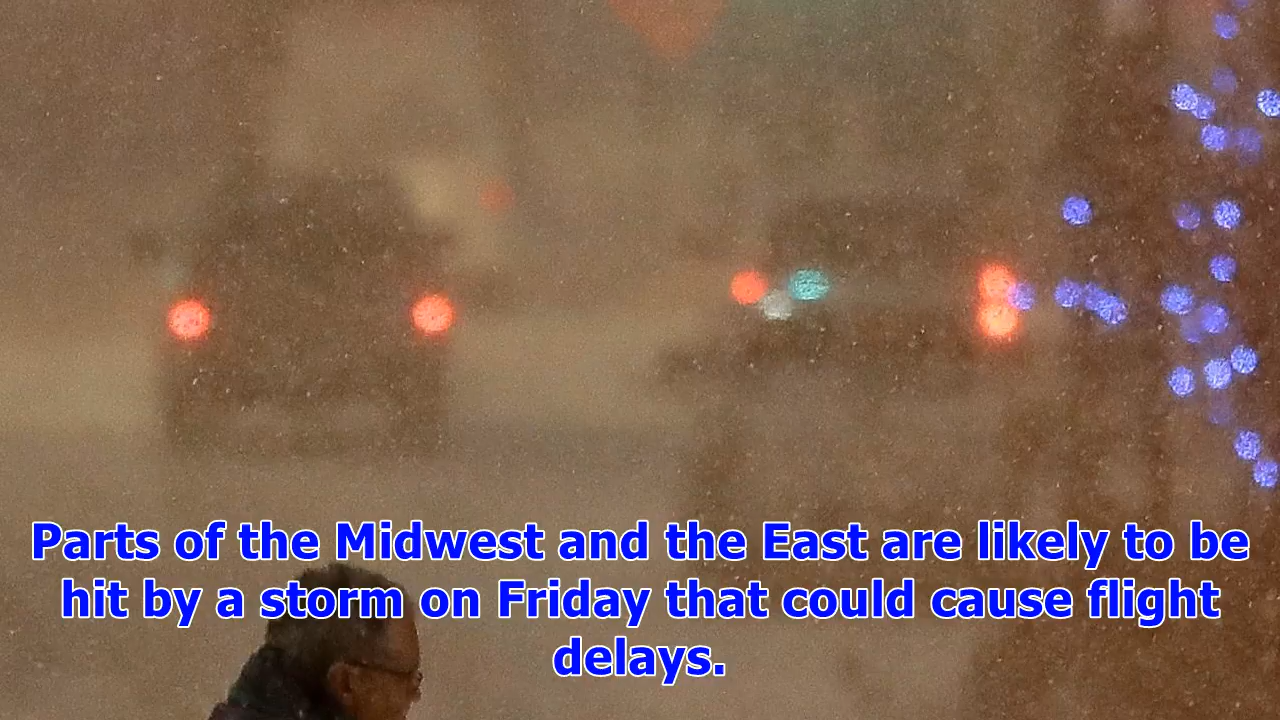 Parts of the Midwest and the East are likely to be
hit by a storm on Friday that could cause flight
delays.